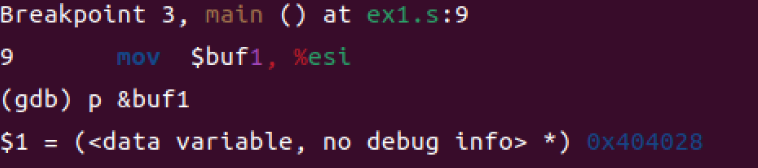 Breakpoint 3, main () at ex1.s:9
9       mov  $buf1, %esi
(gdb) p &buf1
$1 = (<data variable, no debug info> *) 0x404028